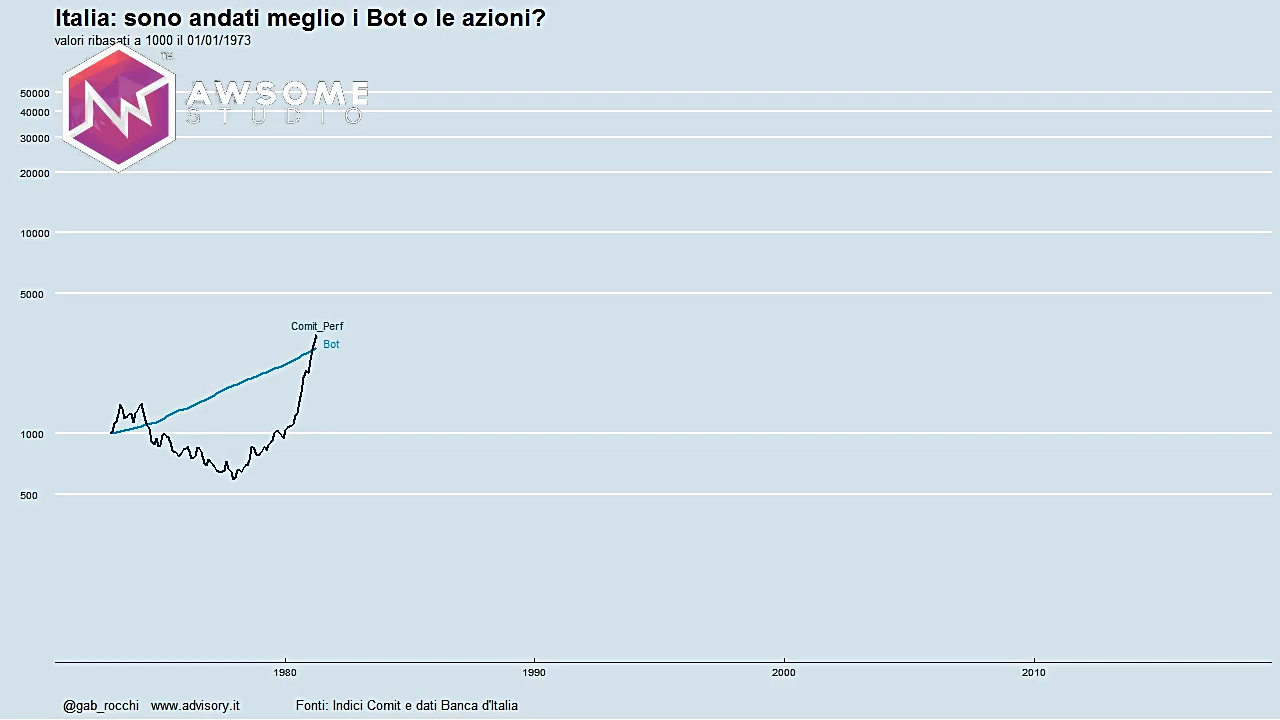 Italia: sono andati meglio i Bot o le azioni?
valori ribasati a 1000 il 01/01/1973
TM
AWSOME
STUDIO
50000
40000
30000
20000
10000
5000
Comit_Perf
Bot
1000
500
1980 1990 2000 2010
@gab_rocchi www.advisory.it Fonti: Indici Comit e dati Banca d'Italia